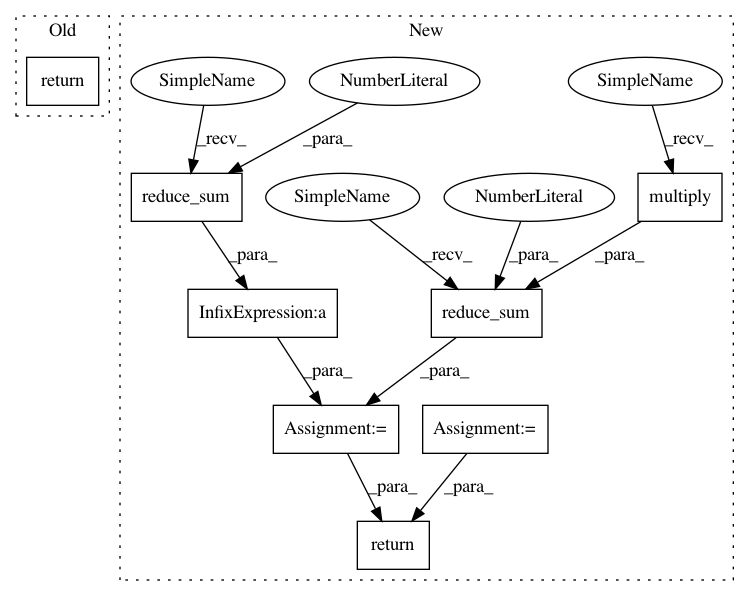 Old
New
return
SimpleName
NumberLiteral
SimpleName
_recv_
_para_
_recv_
reduce_sum
SimpleName
NumberLiteral
multiply
_para_
_recv_
_para_
_para_
InfixExpression:a
reduce_sum
_para_
_para_
Assignment:=
Assignment:=
_para_
_para_
return